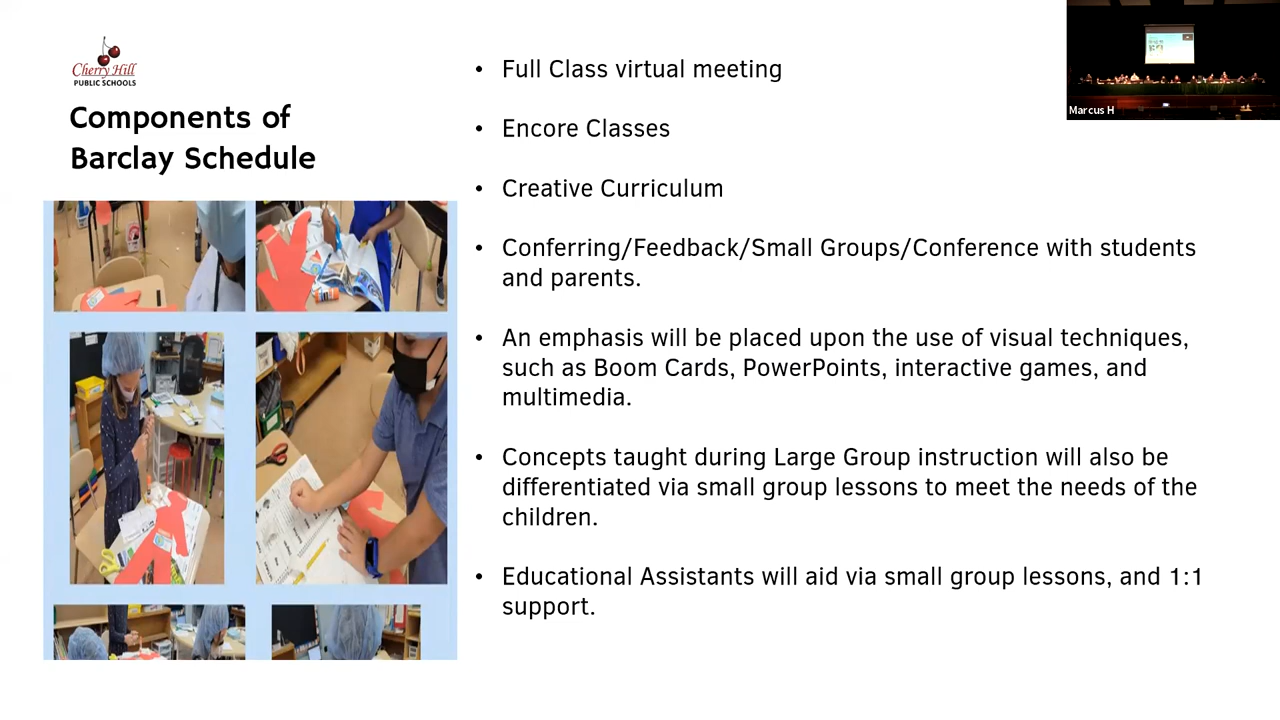 Cherry Hill
PUBLIC SCHOOLS
Components of
Barclay Schedule
• Full Class virtual meeting
• Encore Classes
• Creative Curriculum
• Conferring/Feedback/Small Groups/Conference with students
and parents.
• An emphasis will be placed upon the use of visual techniques,
such as Boom Cards, PowerPoints, interactive games, and
multimedia.
• Concepts taught during Large Group instruction will also be
differentiated via small group lessons to meet the needs of the
children.
• Educational Assistants will aid via small group lessons, and 1:1
support.
Marcus H